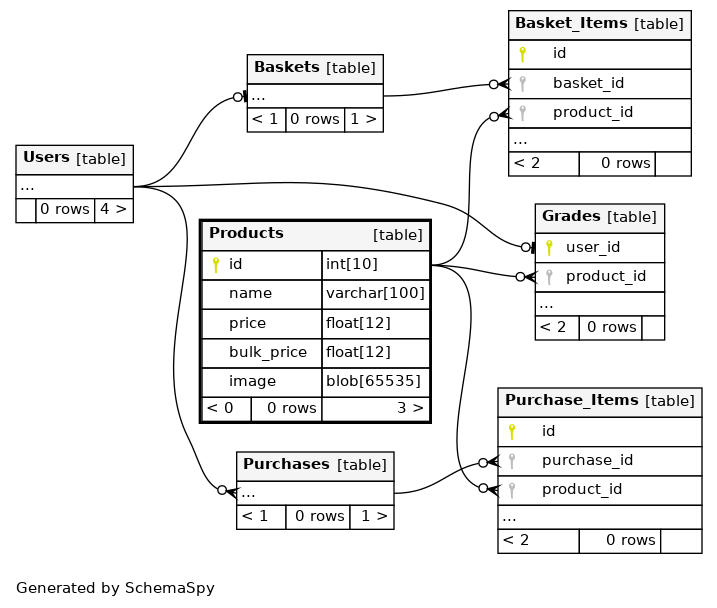 Basket_Items [table]
id
basket_id
product_id
...
< 2 0 rows
Baskets [table]
...
< 1 0 rows 1 >
Users [table]
...
0 rows 4 >
Grades [table]
user_id
product_id
...
< 2 0 rows
Products [table]
id int[10]
name varchar[100]
price float[12]
bulk_price float[12]
image blob[65535]
< 0 0 rows 3 >
Purchase_Items [table]
id
purchase_id
product_id
...
< 2 0 rows
Purchases [table]
...
< 1 0 rows 1 >
Generated by SchemaSpy